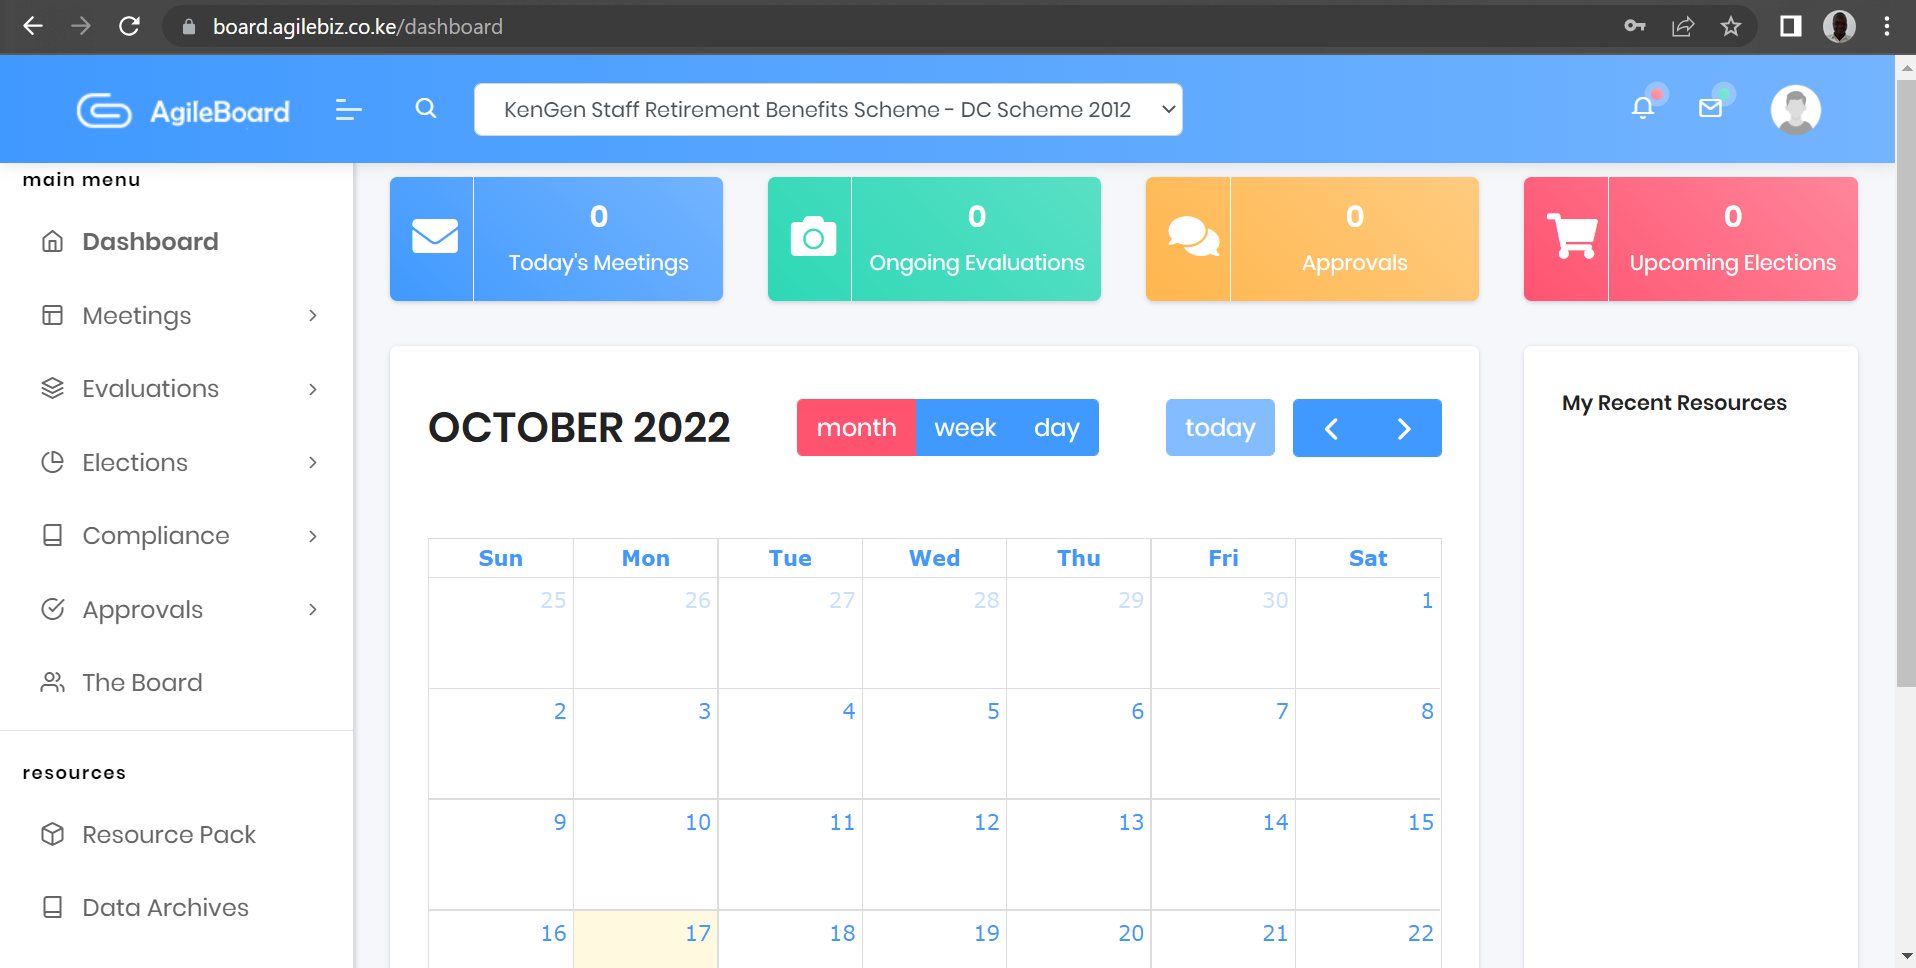 board.agilebiz.co.ke/dashboard
AgileBoard
KenGen Staff Retirement Benefits Scheme - DC Scheme 2012
main menu
Dashboard
Meetings
Evaluations
Elections
Compliance
Approvals
The Board
resources
Resource Pack
Data Archives
0
Today's Meetings
0
Ongoing Evaluations
0
Approvals
0
Upcoming Elections
OCTOBER 2022
month week day
today
Sun Mon Tue Wed Thu Fri Sat
25 26 27 28 29 30 1
2 3 4 5 6 7 8
9 10 11 12 13 14 15
16 17 18 19 20 21 22
My Recent Resources